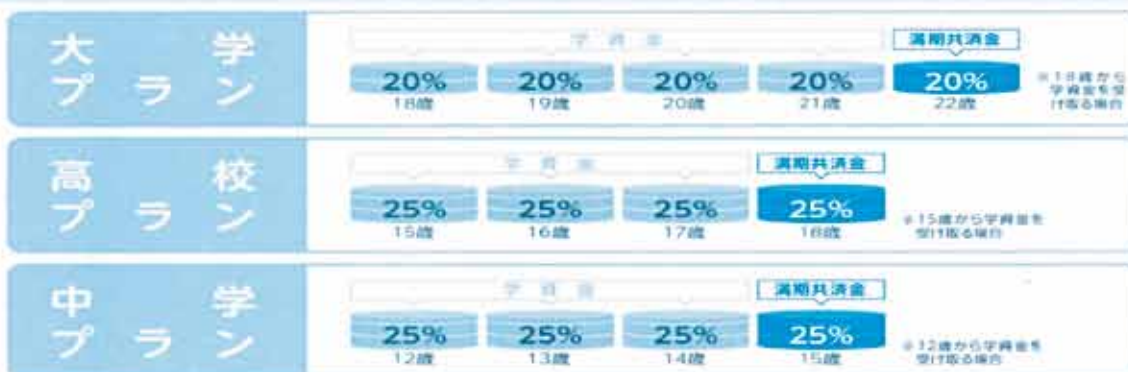 大学
プラン
学資金
満期共済金
20% 20% 20% 20% 20%
18歳 19歳 20歳 21歳 22歳
※18歳から
学資金を受
け取る場合
高校
プラン
学資金
満期共済金
25% 25% 25% 25%
15歳 16歳 17歳 18歳
※15歳から学資金を
受け取る場合
中学
プラン
学資金
満期共済金
25% 25% 25% 25%
12歳 13歳 14歳 15歳
※12歳から学資金を
受け取る場合